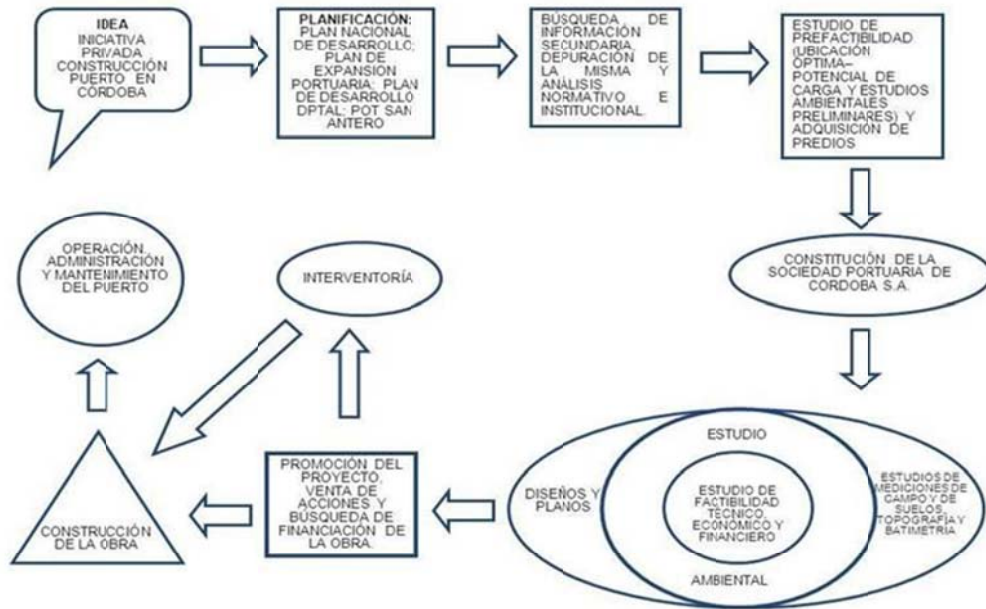 IDEA
INICIATIVA
PRIVADA
CONSTRUCCIÓN
PUERTO EN
CÓRDOBA
PLANIFICACIÓN:
PLAN NACIONAL
DE DESARROLLO;
PLAN DE
EXPANSIÓN
PORTUARIA; PLAN
DE DESARROLLO
DPTAL; POT SAN
ANTERO
BÚSQUEDA DE
INFORMACIÓN
SECUNDARIA,
DEPURACIÓN DE
LA MISMA Y
ANÁLISIS
NORMATIVO E
INSTITUCIONAL.
ESTUDIO DE
PREFACTIBILIDAD
(UBICACIÓN
ÓPTIMA–
POTENCIAL DE
CARGA Y ESTUDIOS
AMBIENTALES
PRELIMINARES) Y
ADQUISICIÓN DE
PREDIOS
CONSTITUCIÓN DE LA
SOCIEDAD PORTUARIA DE
CÓRDOBA S.A.
ESTUDIO
ESTUDIO DE
FACTIBILIDAD
TÉCNICO,
ECONÓMICO Y
FINANCIERO
AMBIENTAL
ESTUDIOS DE
MEDICIONES DE
CAMPO Y DE
SUELOS,
TOPOGRAFÍA Y
BATIMETRIA
DISEÑOS Y
PLANOS
PROMOCIÓN DEL
PROYECTO,
VENTA DE
ACCIONES Y
BÚSQUEDA DE
FINANCIACIÓN DE
LA OBRA.
INTERVENTORÍA
CONSTRUCCIÓN
DE LA OBRA
OPERACIÓN,
ADMINISTRACIÓN
Y MANTENIMIENTO
DEL PUERTO